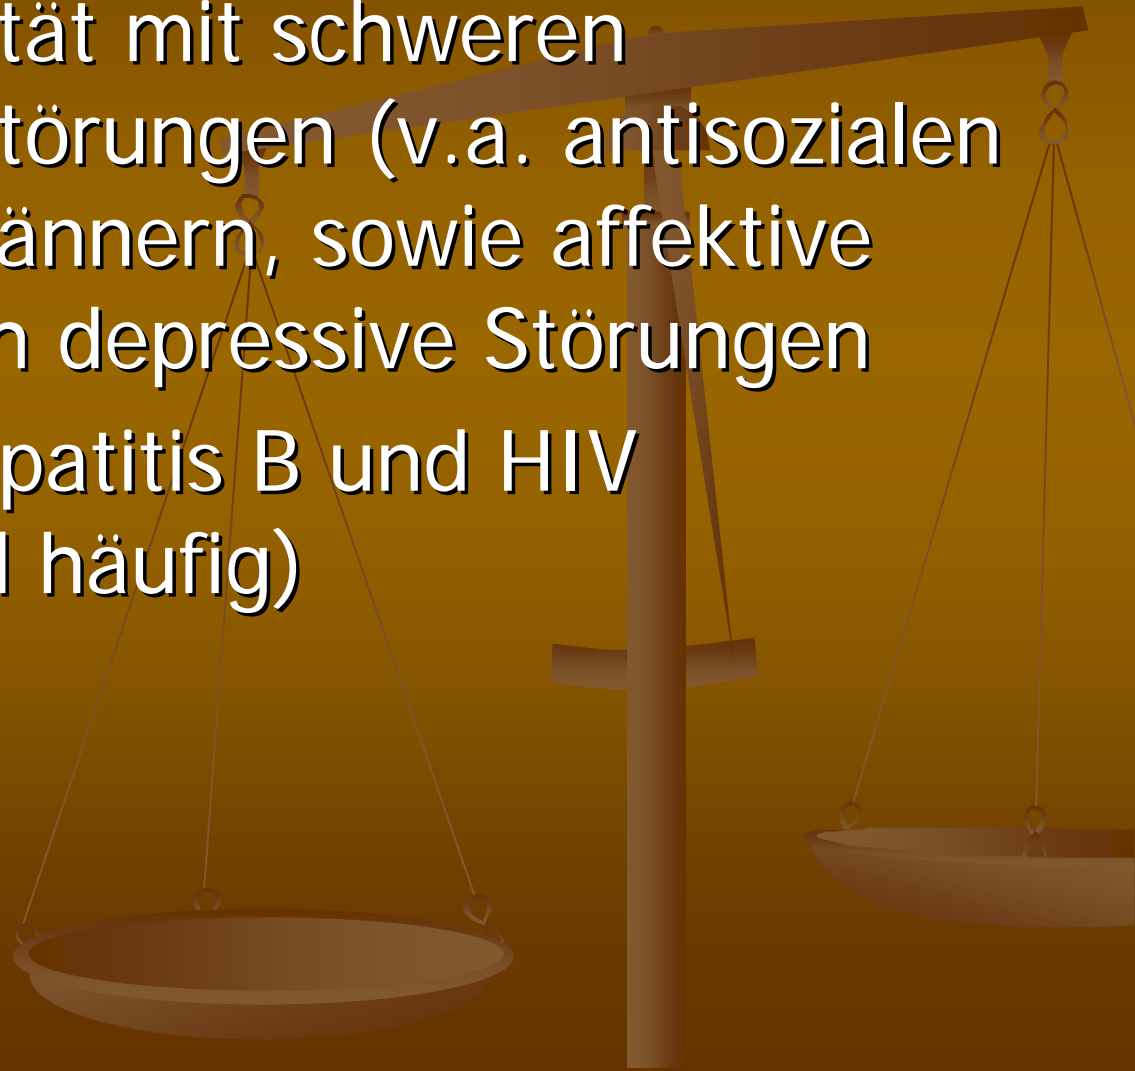 tät mit schweren
törungen (v.a. antisozialen
ännern, sowie affektive
n depressive Störungen
patitis B und HIV
l häufig)